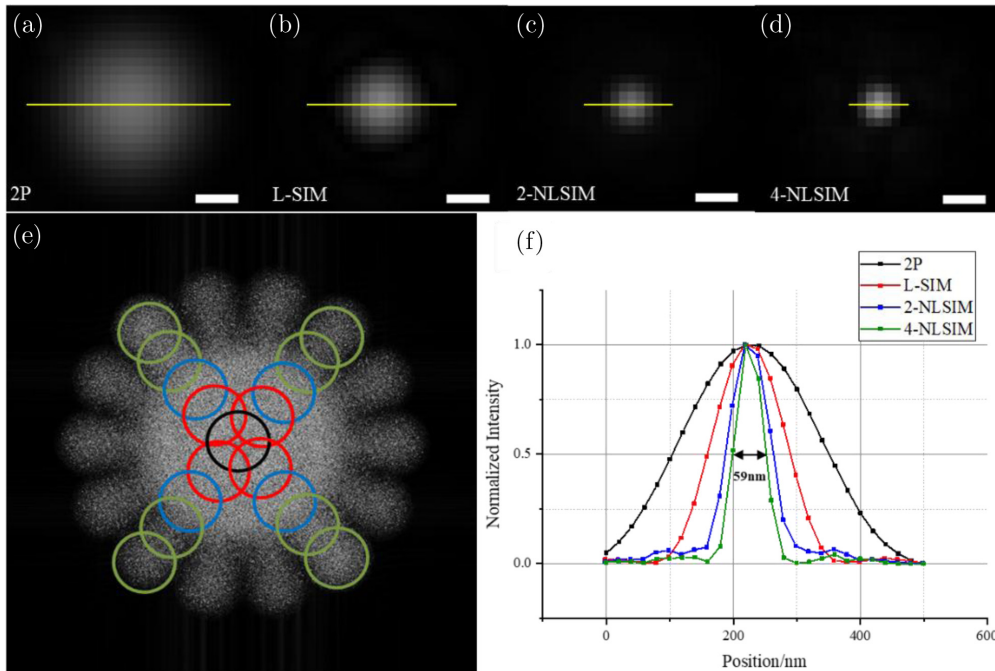 (a)
(b)
(c)
(d)
2P
L-SIM
2-NLSIM
4-NLSIM
(e)
(f)
2P
L-SIM
2-NLSIM
4-NLSIM
Normalized Intensity
1.0
0.5
0.0
59nm
0
200
400
600
Position/nm